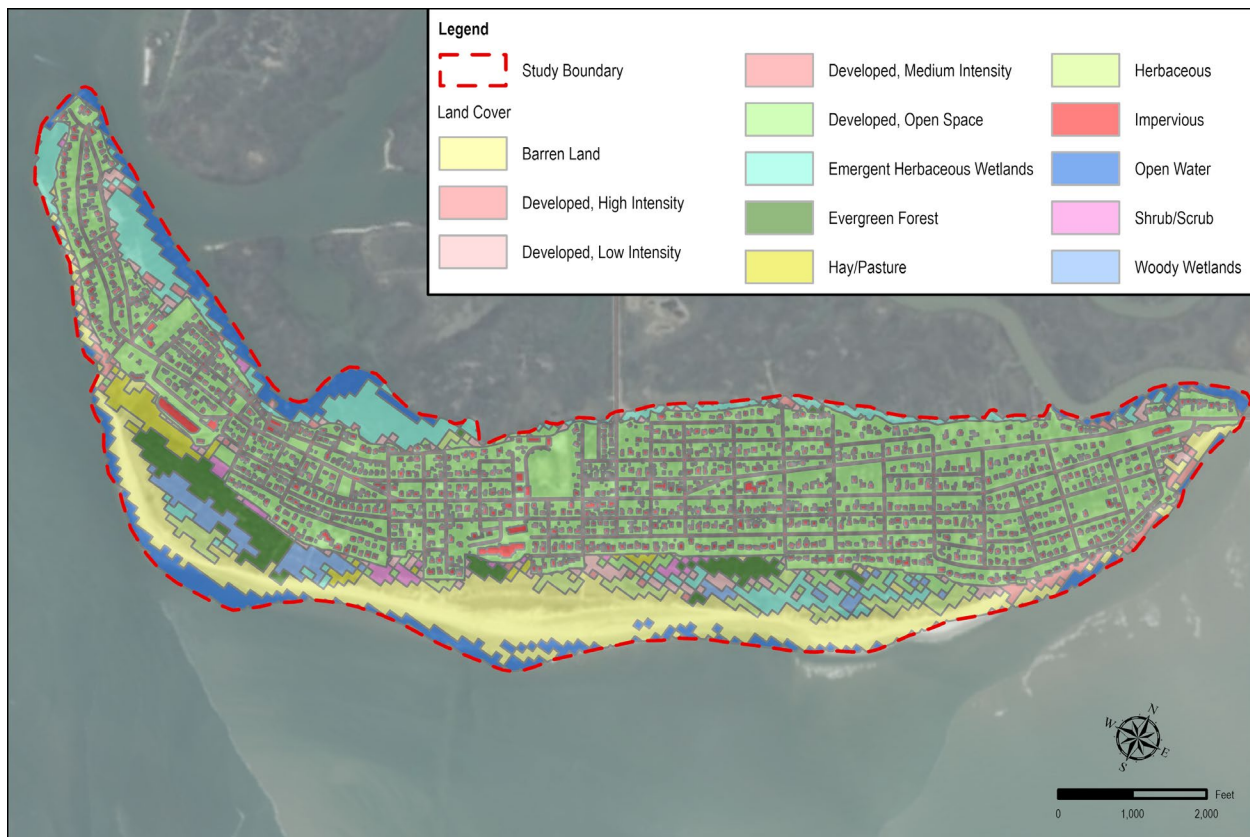 Legend
Study Boundary
Land Cover
Barren Land
Developed, High Intensity
Developed, Low Intensity
Developed, Medium Intensity
Developed, Open Space
Emergent Herbaceous Wetlands
Evergreen Forest
Hay/Pasture
Herbaceous
Impervious
Open Water
Shrub/Scrub
Woody Wetlands
N
W
E
S
Feet
0 1,000 2,000